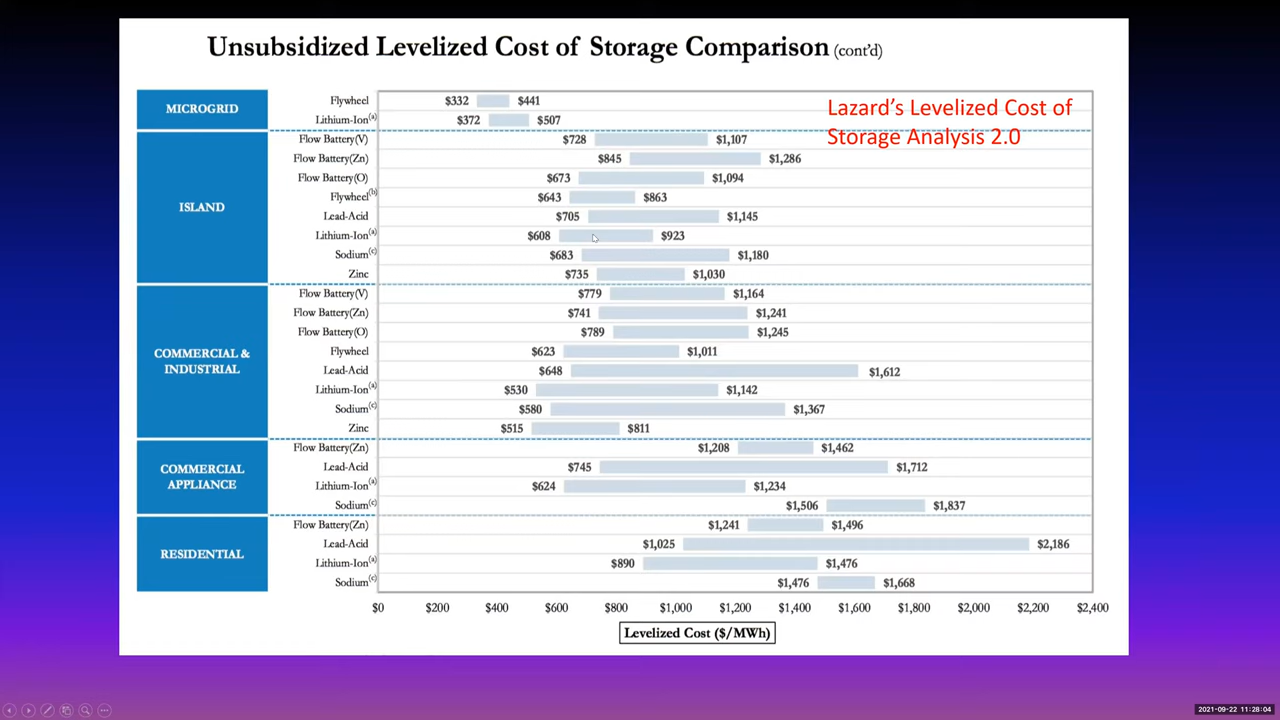 Unsubsidized Levelized Cost of Storage Comparison (cont'd)
Lazard's Levelized Cost of
Storage Analysis 2.0
MICROGRID
Flywheel $332 $441
Lithium-Ion(a) $372 $507
ISLAND
Flow Battery(V) $728 $1,107
Flow Battery(Zn) $845 $1,286
Flow Battery(O) $673 $1,094
Flywheel(b) $643 $863
Lead-Acid $705 $1,145
Lithium-Ion(a) $608 $923
Sodium(c) $683 $1,180
Zinc $735 $1,030
COMMERCIAL &
INDUSTRIAL
Flow Battery(V) $779 $1,164
Flow Battery(Zn) $741 $1,241
Flow Battery(O) $789 $1,245
Flywheel $623 $1,011
Lead-Acid $648 $1,612
Lithium-Ion(a) $530 $1,142
Sodium(c) $580 $1,367
Zinc $515 $811
COMMERCIAL
APPLIANCE
Flow Battery(Zn) $1,208 $1,462
Lead-Acid $745 $1,712
Lithium-Ion(a) $624 $1,234
Sodium(c) $1,506 $1,837
RESIDENTIAL
Flow Battery(Zn) $1,241 $1,496
Lead-Acid $1,025 $2,186
Lithium-Ion(a) $890 $1,476
Sodium(c) $1,476 $1,668
$0 $200 $400 $600 $800 $1,000 $1,200 $1,400 $1,600 $1,800 $2,000 $2,200 $2,400
Levelized Cost ($/MWh)
2021-09-22 11:28:04